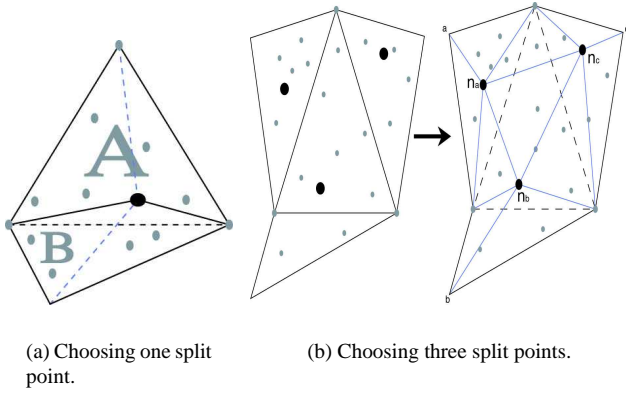 A
B
a
c
nₐ
n_c
n_b
b
(a) Choosing one split
point.
(b) Choosing three split points.